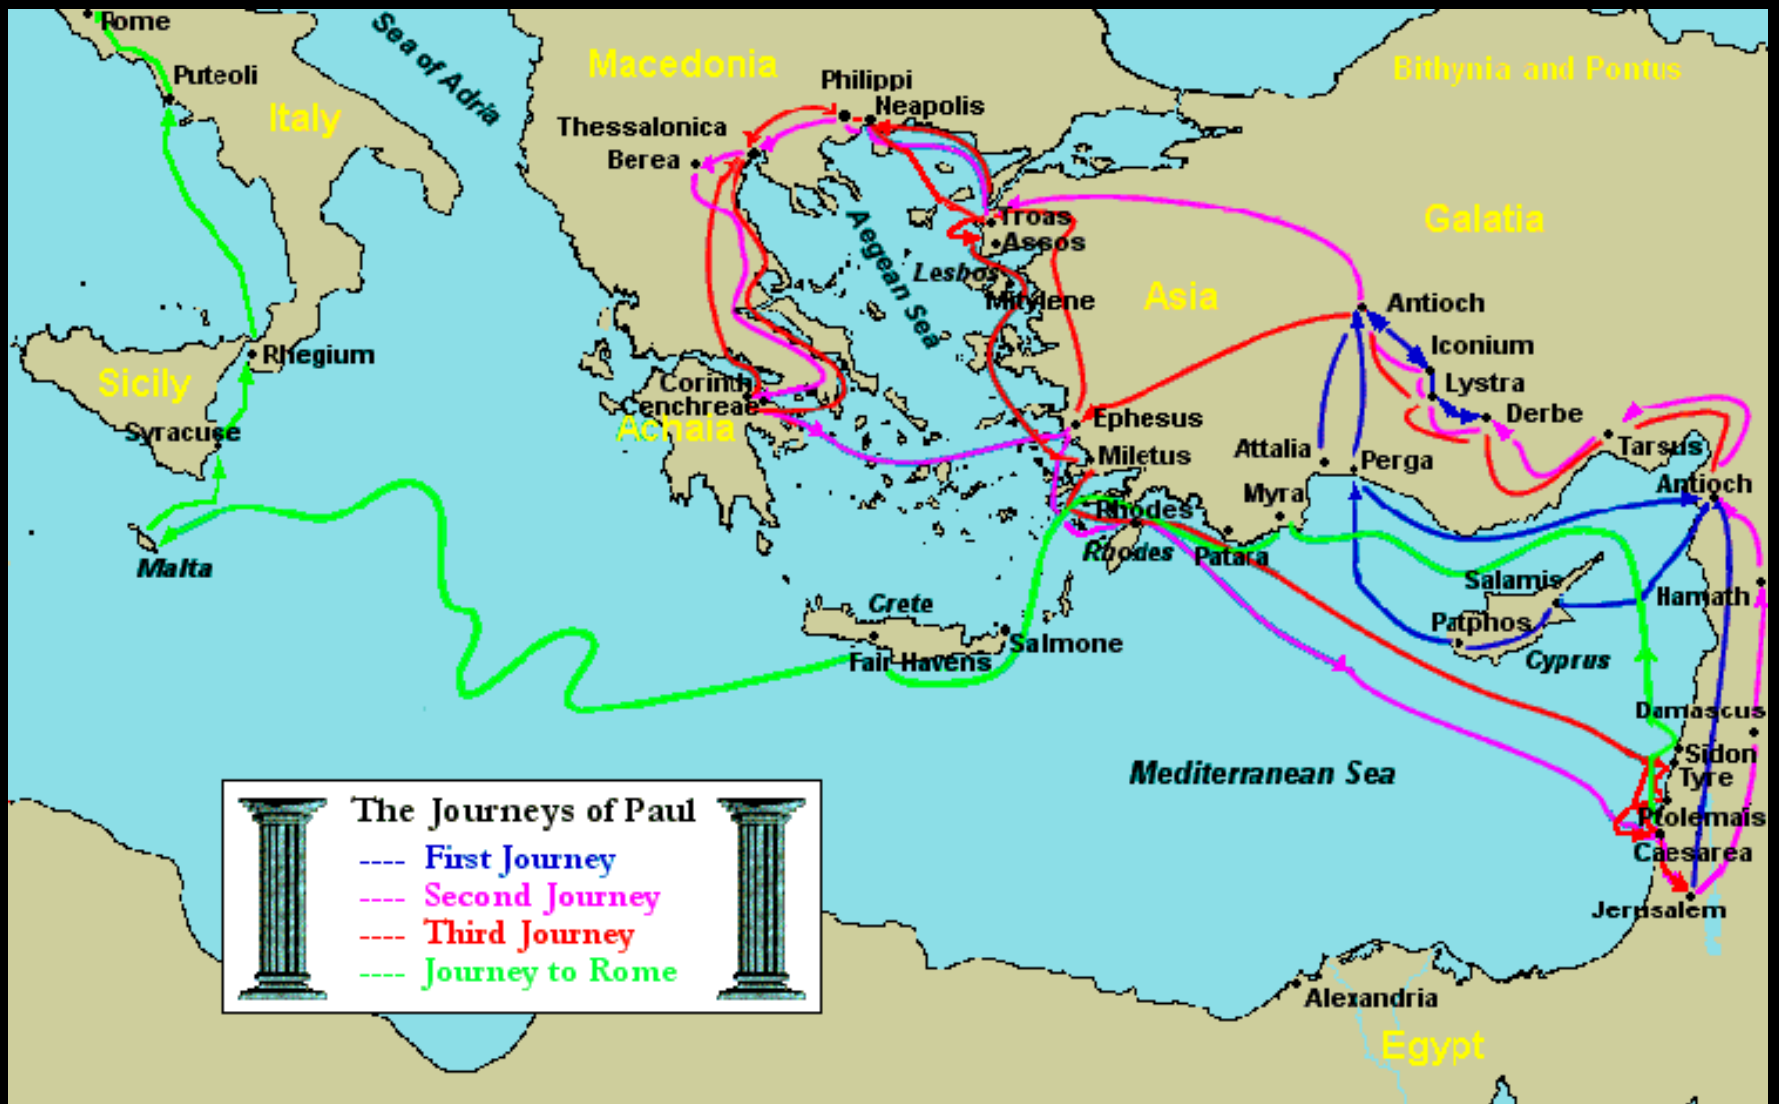 Rome
Puteoli
Italy
Sea of Adria
Macedonia
Philippi
Neapolis
Thessalonica
Berea
Bithynia and Pontus
Galatia
Troas
Assos
Aegean Sea
Lesbos
Mitylene
Asia
Antioch
Iconium
Lystra
Derbe
Rhegium
Sicily
Syracuse
Corinth
Cenchreae
Achaia
Ephesus
Miletus
Attalia
Perga
Tarsus
Antioch
Myra
Rhodes
Rhodes
Patara
Malta
Crete
Fair Havens
Salmone
Salamis
Patphos
Cyprus
Hamath
Damascus
Sidon
Tyre
Ptolemais
Caesarea
Jerusalem
Mediterranean Sea
The Journeys of Paul
---- First Journey
---- Second Journey
---- Third Journey
---- Journey to Rome
Alexandria
Egypt